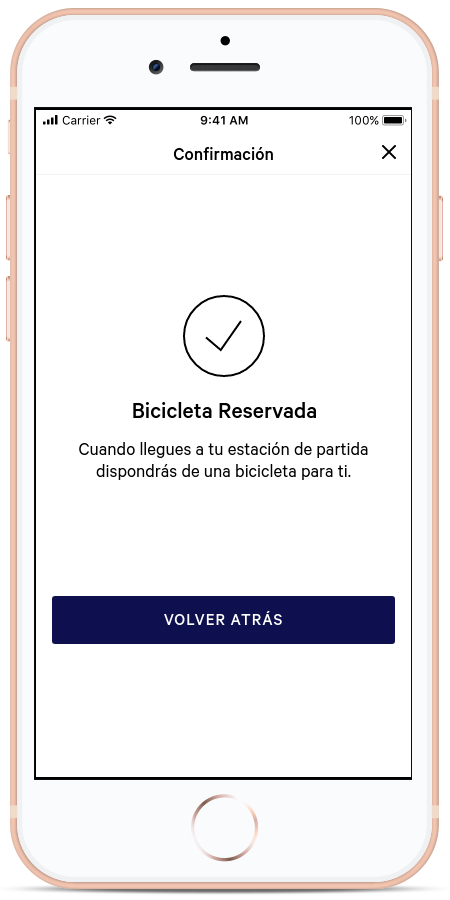 Carrier 9:41 AM 100%
Confirmación
Bicicleta Reservada
Cuando llegues a tu estación de partida
dispondrás de una bicicleta para ti.
VOLVER ATRÁS